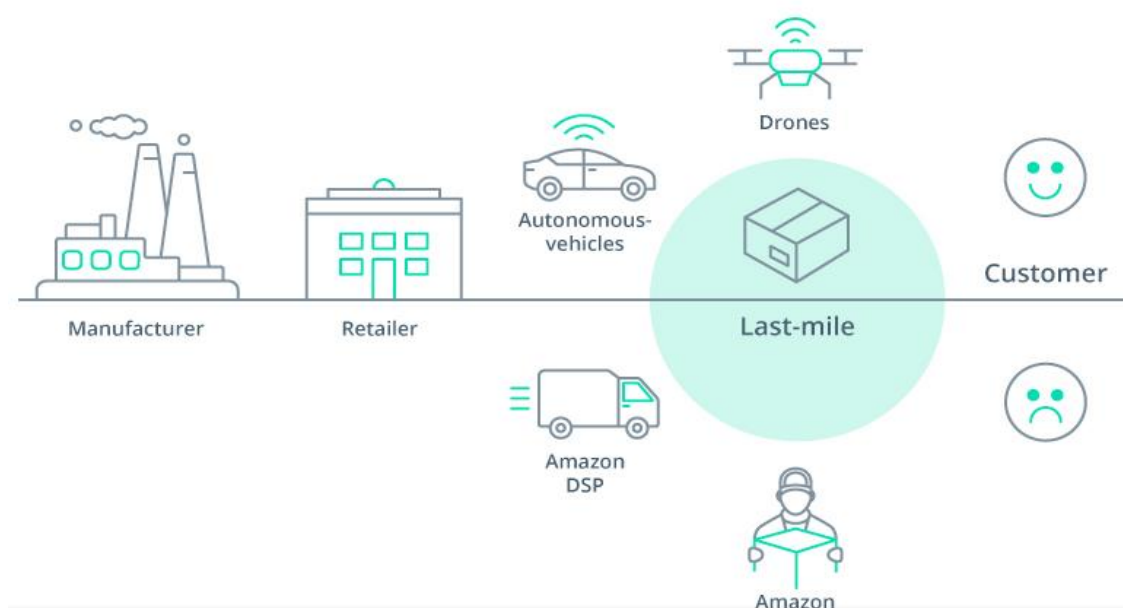 Drones
Autonomous-
vehicles
Customer
Manufacturer
Retailer
Last-mile
Amazon
DSP
Amazon